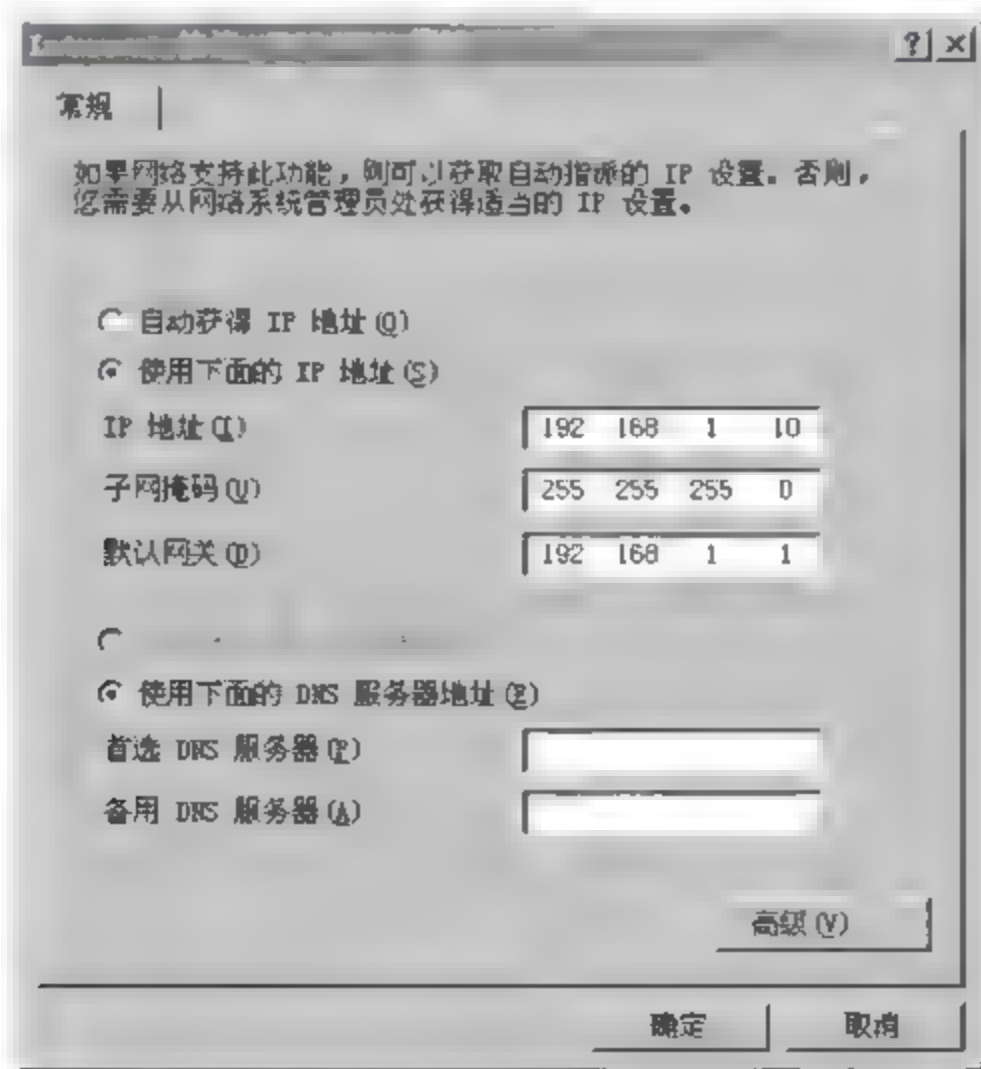 常规
如果网络支持此功能，则可以获取自动指派的 IP 设置。否则，
您需要从网络系统管理员处获得适当的 IP 设置。
自动获得 IP 地址(O)
使用下面的 IP 地址(S)
IP 地址(I) 192 168 1 10
子网掩码(U) 255 255 255 0
默认网关(D) 192 168 1 1
使用下面的 DNS 服务器地址(E)
首选 DNS 服务器(P)
备用 DNS 服务器(A)
高级(V)
确定 取消